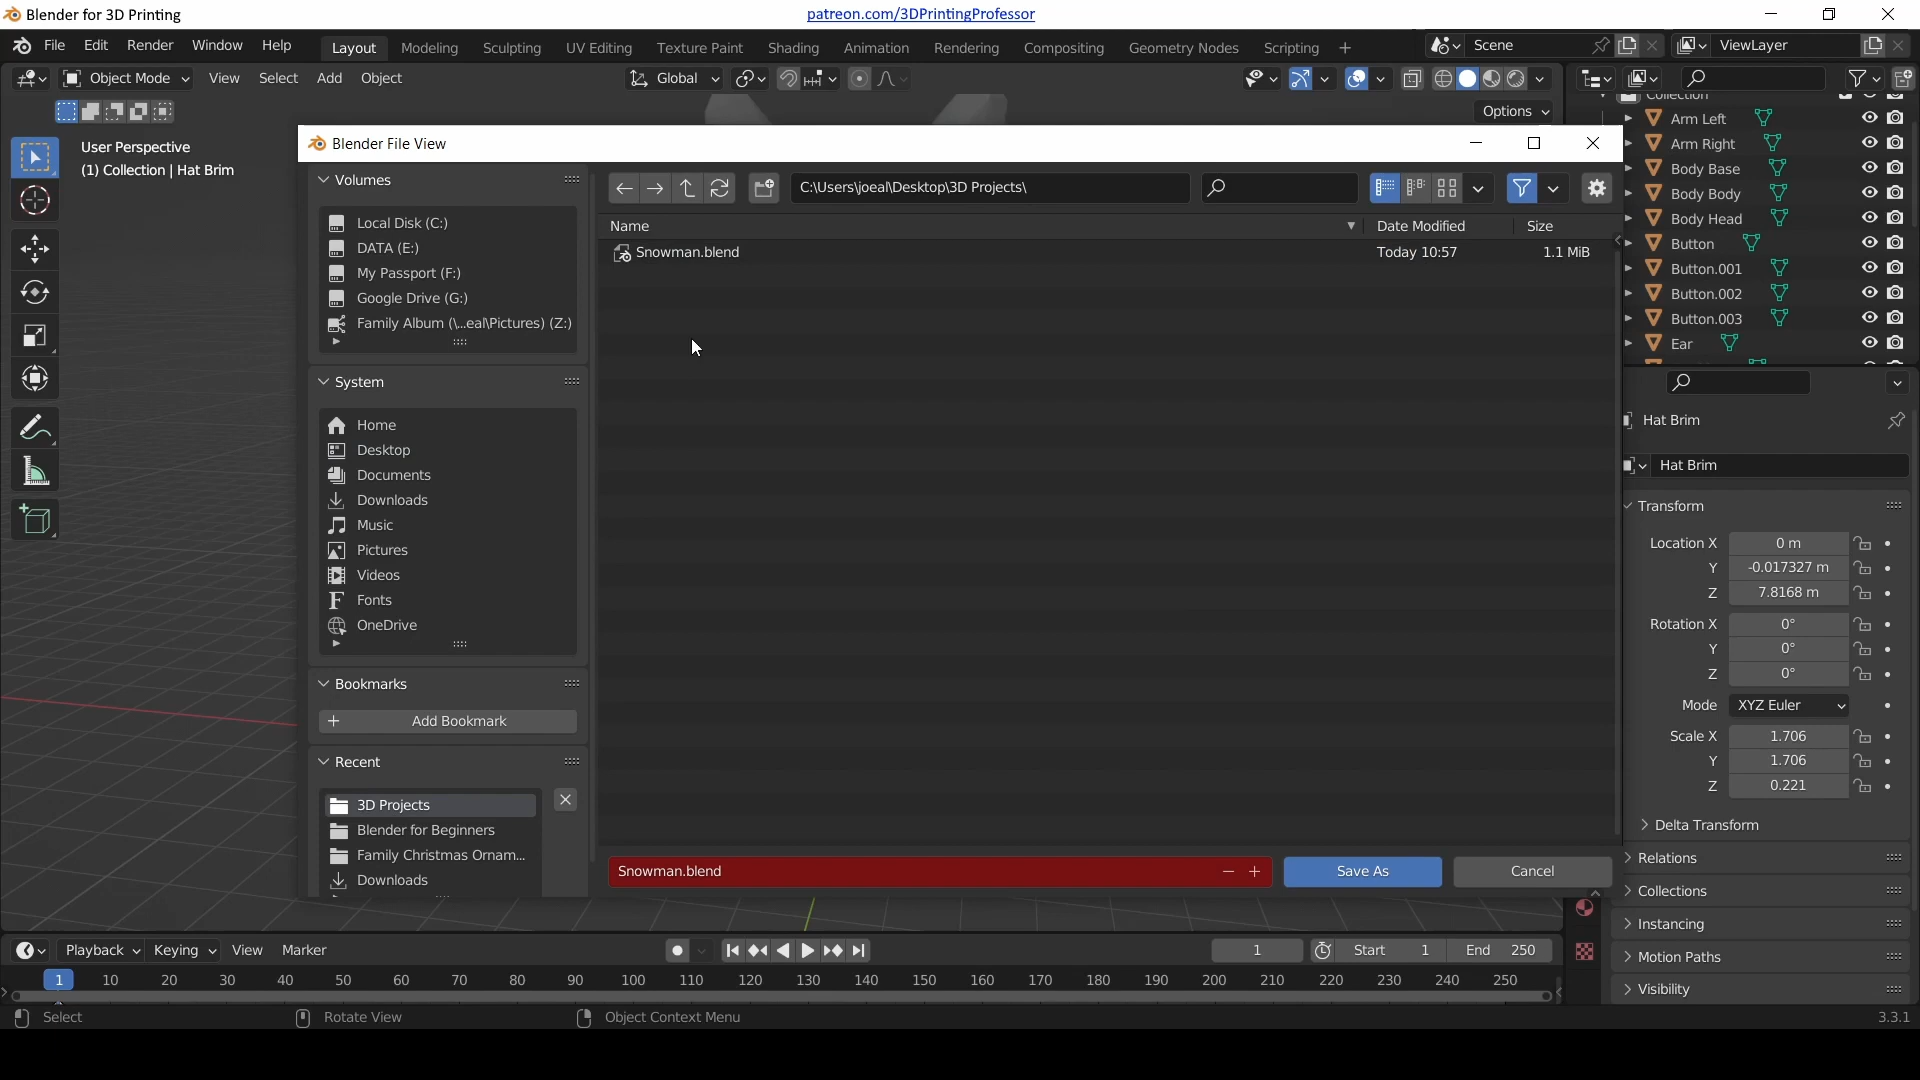 Blender for 3D Printing
patreon.com/3DPrintingProfessor
File Edit Render Window Help
Layout Modeling Sculpting UV Editing Texture Paint Shading Animation Rendering Compositing Geometry Nodes Scripting
Scene
ViewLayer
Object Mode View Select Add Object
Global
Options
User Perspective
(1) Collection | Hat Brim
Blender File View
Volumes
Local Disk (C:)
DATA (E:)
My Passport (F:)
Google Drive (G:)
Family Album (\...eal\Pictures) (Z:)
System
Home
Desktop
Documents
Downloads
Music
Pictures
Videos
Fonts
OneDrive
Bookmarks
Add Bookmark
Recent
3D Projects
Blender for Beginners
Family Christmas Ornam...
Downloads
C:\Users\joeal\Desktop\3D Projects\
Name Date Modified Size
Snowman.blend Today 10:57 1.1 MiB
Snowman.blend
Save As
Cancel
Collection
Arm Left
Arm Right
Body Base
Body Body
Body Head
Button
Button.001
Button.002
Button.003
Ear
Hat Brim
Hat Brim
Transform
Location X 0 m
Y -0.017327 m
Z 7.8168 m
Rotation X 0°
Y 0°
Z 0°
Mode XYZ Euler
Scale X 1.706
Y 1.706
Z 0.221
Delta Transform
Relations
Collections
Instancing
Motion Paths
Visibility
Playback Keying View Marker
1
Start 1
End 250
1 10 20 30 40 50 60 70 80 90 100 110 120 130 140 150 160 170 180 190 200 210 220 230 240 250
Select
Rotate View
Object Context Menu
3.3.1